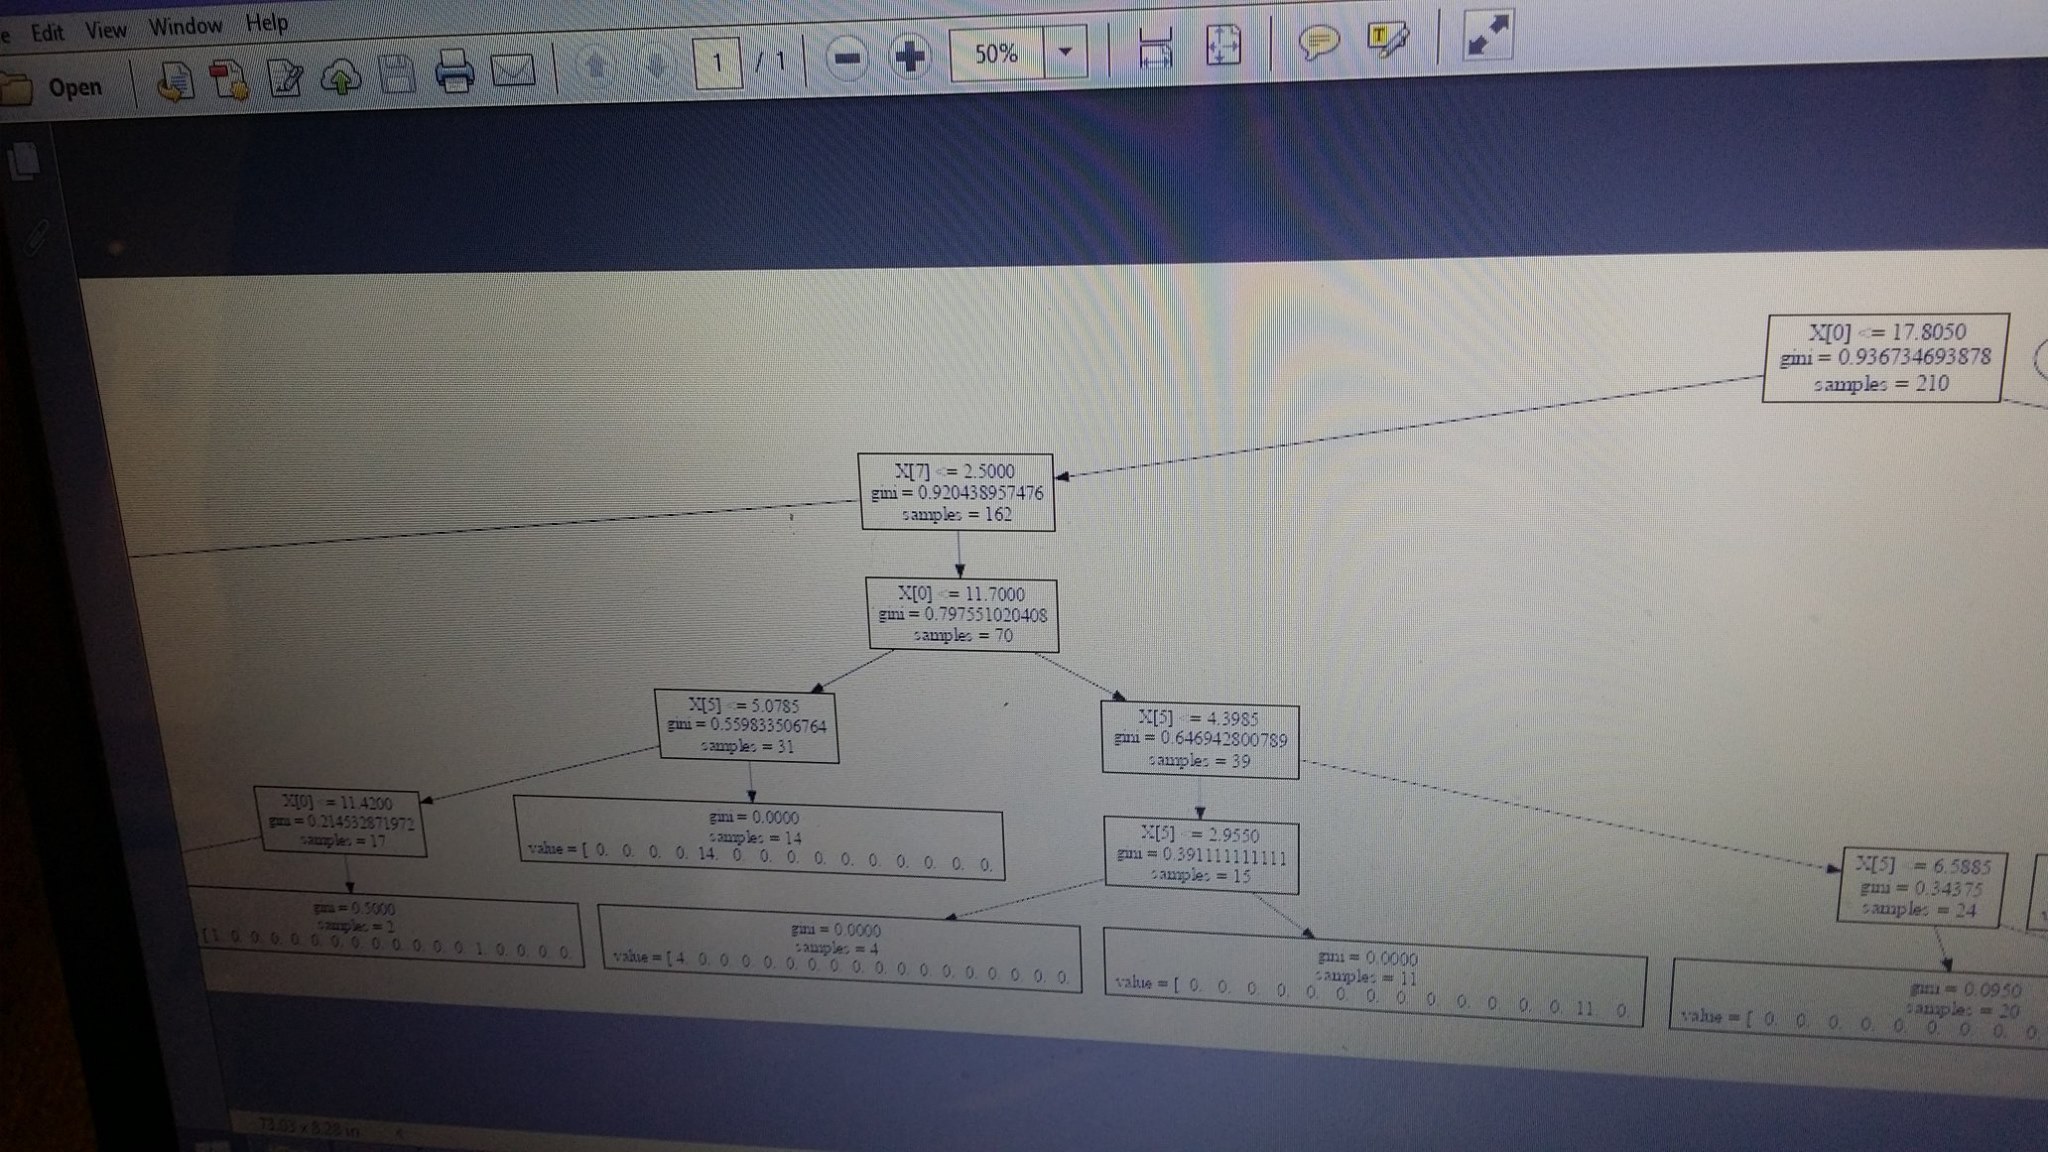 Edit View Window Help
Open 1 / 1 50%
X[0] <= 17.8050
gini = 0.936734693878
samples = 210
X[7] <= 2.5000
gini = 0.920438957476
samples = 162
X[0] <= 11.7000
gini = 0.797551020408
samples = 70
X[5] <= 5.0785
gini = 0.559833506764
samples = 31
X[5] <= 4.3985
gini = 0.646942800789
samples = 39
X[0] <= 11.4200
gini = 0.214532871972
samples = 17
gini = 0.0000
samples = 14
value = [ 0. 0. 0. 0. 14. 0. 0. 0. 0. 0. 0. 0. 0. 0. 0.
X[5] <= 2.9550
gini = 0.391111111111
samples = 15
X[5] <= 6.5885
gini = 0.34375
samples = 24
gini = 0.5000
samples = 2
[ 1. 0. 0. 0. 0. 0. 0. 0. 0. 0. 0. 0. 1. 0. 0. 0. 0.
gini = 0.0000
samples = 4
value = [ 4. 0. 0. 0. 0. 0. 0. 0. 0. 0. 0. 0. 0. 0. 0. 0. 0. 0.
gini = 0.0000
samples = 11
value = [ 0. 0. 0. 0. 0. 0. 0. 0. 0. 0. 0. 0. 0. 11. 0.
gini = 0.0950
samples = 20
value = [ 0. 0. 0. 0. 0. 0. 0. 0. 0.
73.03 x 8.28 in